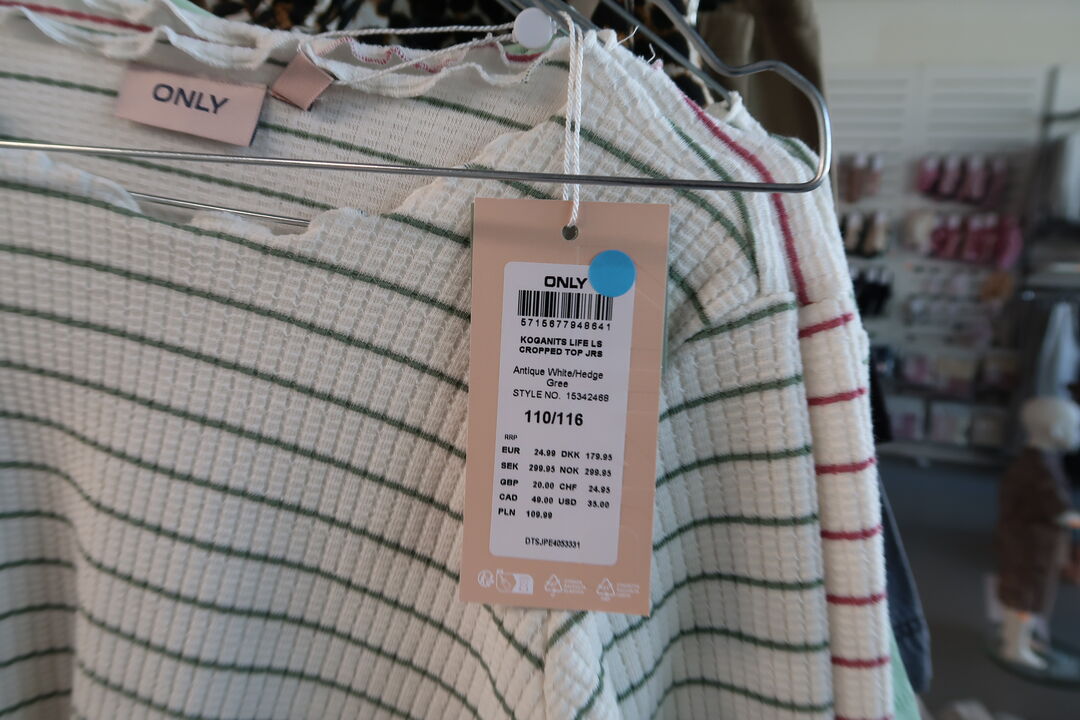 ONLY
ONLY
5715677948641
KOGANITS LIFE LS
CROPPED TOP JRS
Antique White/Hedge
Gree
STYLE NO. 15342468
110/116
RRP
EUR 24.99 DKK 179.95
SEK 299.95 NOK 299.95
GBP 20.00 CHF 24.95
CAD 49.00 USD 35.00
PLN 109.99
DTSJPE4053331